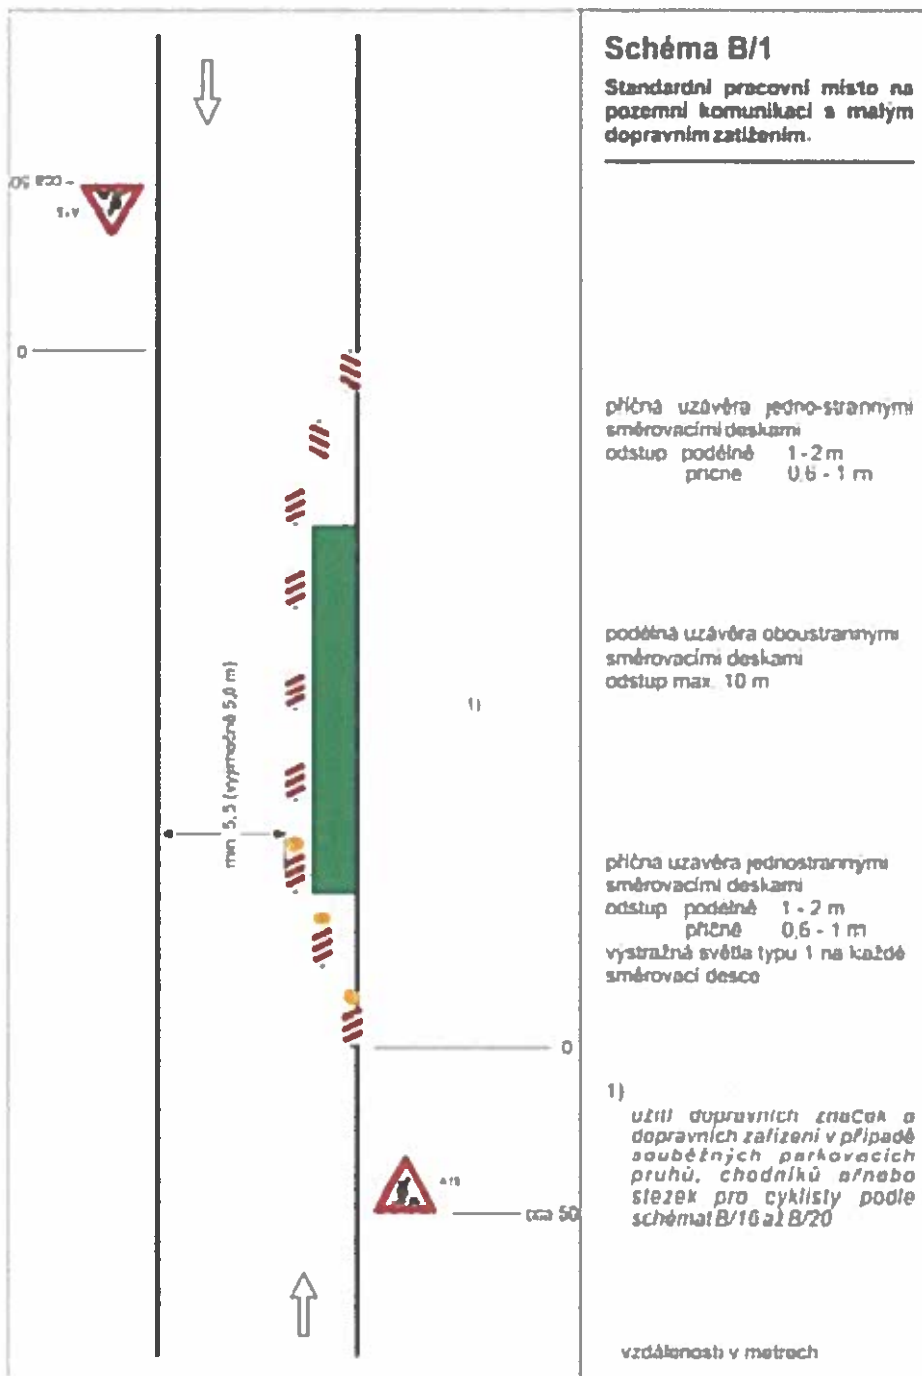 Schéma B/1
Standardní pracovní místo na
pozemní komunikaci s malým
dopravním zatížením.
cca 50
A15
0
příčná uzávěra jedno-strannými
směrovacími deskami
odstup podélně 1 - 2 m
příčně 0,6 - 1 m
podélná uzávěra oboustrannými
směrovacími deskami
odstup max. 10 m
min. 5,5 (výjimečně 5,0 m)
1)
příčná uzávěra jednostrannými
směrovacími deskami
odstup podélně 1 - 2 m
příčně 0,6 - 1 m
výstražná světla typu 1 na každé
směrovací desce
0
A15
cca 50
1)
užití dopravních značek a
dopravních zařízení v případě
souběžných parkovacích
pruhů, chodníků a/nebo
stezek pro cyklisty podle
schémat B/16 až B/20
vzdálenosti v metrech